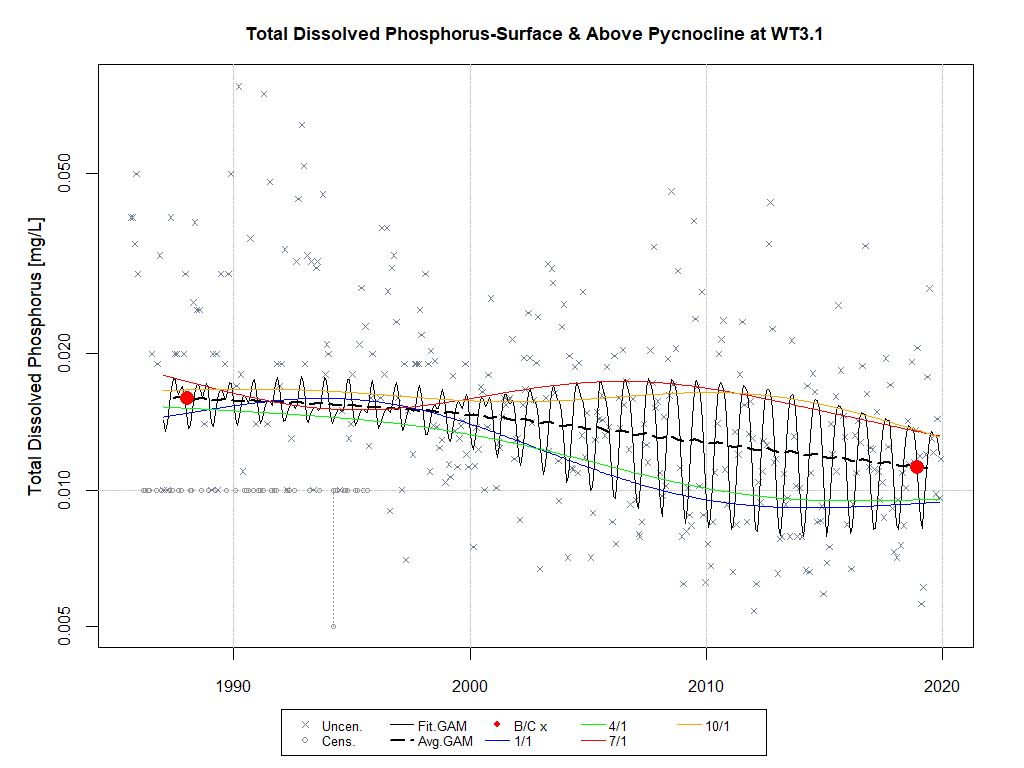 Total Dissolved Phosphorus-Surface & Above Pycnocline at WT3.1
Total Dissolved Phosphorus [mg/L]
0.050
0.020
0.010
0.005
1990 2000 2010 2020
Uncen. Fit.GAM B/C x 4/1 10/1
Cens. Avg.GAM 1/1 7/1